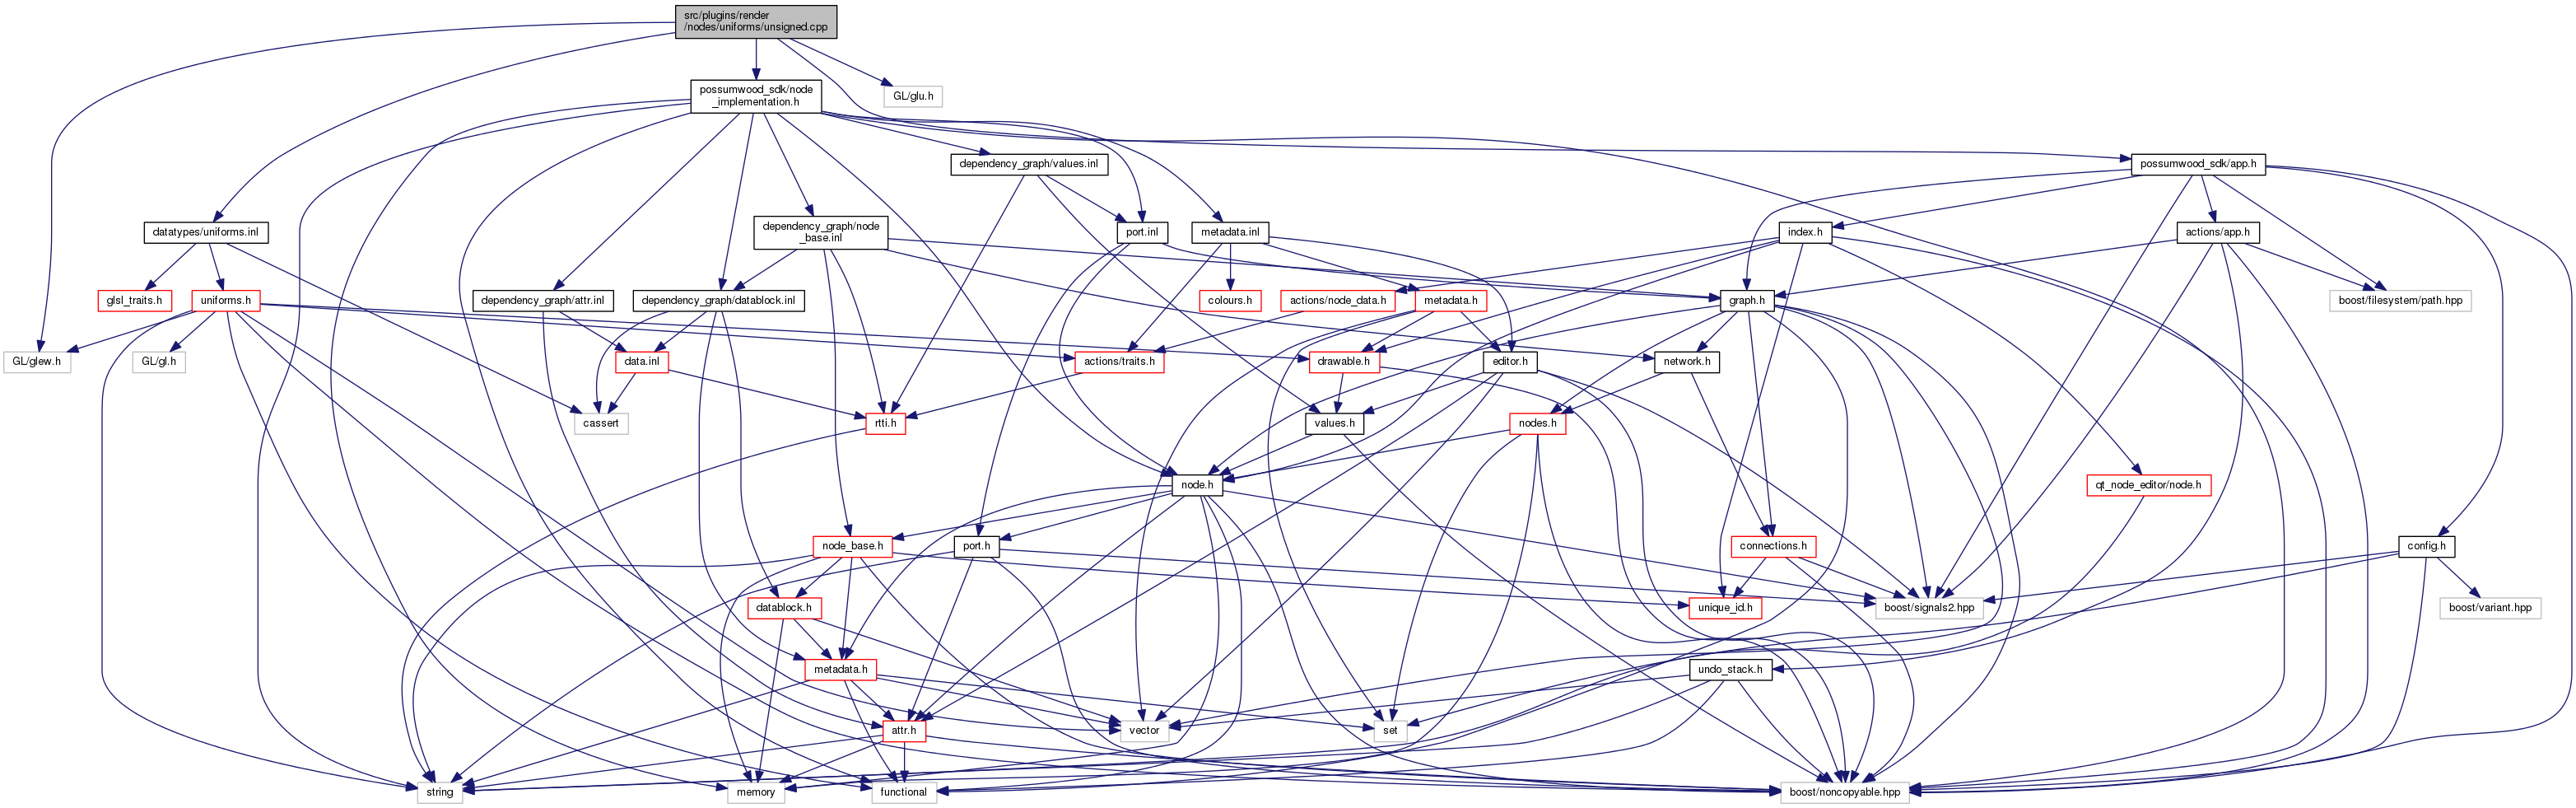 src/plugins/render
/nodes/uniforms/unsigned.cpp
possumwood_sdk/node
_implementation.h
GL/glu.h
dependency_graph/values.inl
possumwood_sdk/app.h
datatypes/uniforms.inl
dependency_graph/node
_base.inl
port.inl
metadata.inl
index.h
actions/app.h
glsl_traits.h
uniforms.h
dependency_graph/attr.inl
dependency_graph/datablock.inl
colours.h
actions/node_data.h
metadata.h
graph.h
boost/filesystem/path.hpp
GL/glew.h
GL/gl.h
data.inl
actions/traits.h
drawable.h
editor.h
network.h
cassert
rtti.h
values.h
nodes.h
node.h
qt_node_editor/node.h
node_base.h
port.h
connections.h
config.h
datablock.h
unique_id.h
boost/signals2.hpp
boost/variant.hpp
metadata.h
undo_stack.h
attr.h
vector
set
string
memory
functional
boost/noncopyable.hpp